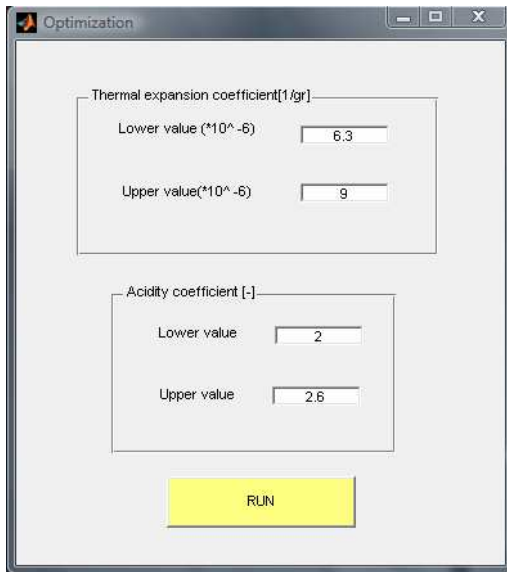 Optimization
Thermal expansion coefficient[1/gr]
Lower value (*10^ -6)
6.3
Upper value(*10^ -6)
9
Acidity coefficient [-]
Lower value
2
Upper value
2.6
RUN